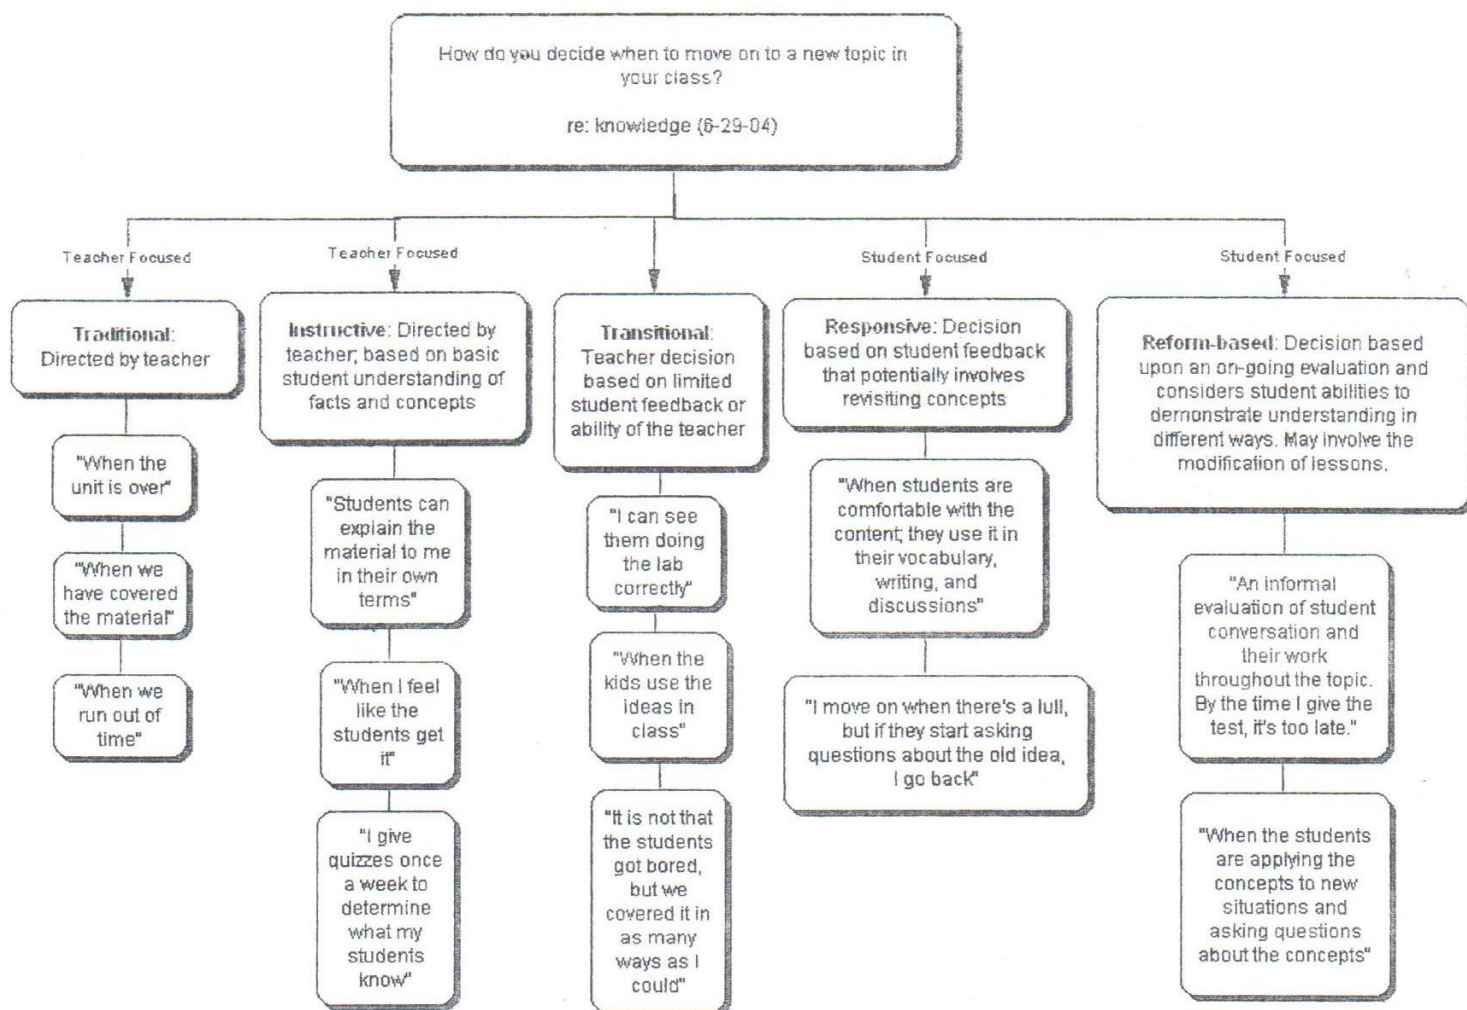 How do you decide when to move on to a new topic in
your class?
re: knowledge (6-29-04)
Teacher Focused
Teacher Focused
Student Focused
Student Focused
Traditional:
Directed by teacher
"When the
unit is over"
"When we
have covered
the material"
"When we
run out of
time"
Instructive: Directed by
teacher; based on basic
student understanding of
facts and concepts
"Students can
explain the
material to me
in their own
terms"
"When I feel
like the
students get
it"
"I give
quizzes once
a week to
determine
what my
students
know"
Transitional:
Teacher decision
based on limited
student feedback or
ability of the teacher
"I can see
them doing
the lab
correctly"
"When the
kids use the
ideas in
class"
"It is not that
the students
got bored,
but we
covered it in
as many
ways as I
could"
Responsive: Decision
based on student feedback
that potentially involves
revisiting concepts
"When students are
comfortable with the
content; they use it in
their vocabulary,
writing, and
discussions"
"I move on when there's a lull,
but if they start asking
questions about the old idea,
I go back"
Reform-based: Decision based
upon an on-going evaluation and
considers student abilities to
demonstrate understanding in
different ways. May involve the
modification of lessons.
"An informal
evaluation of student
conversation and
their work
throughout the topic.
By the time I give the
test, it's too late."
"When the students
are applying the
concepts to new
situations and
asking questions
about the concepts"